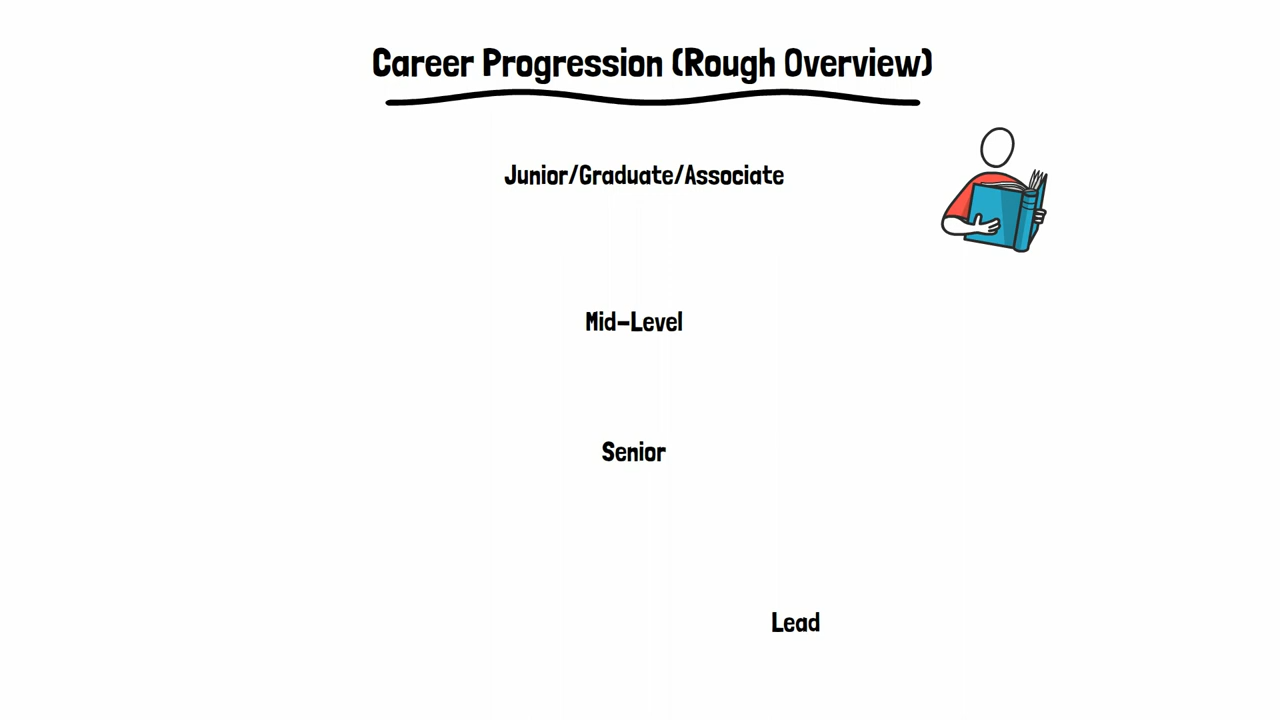 Career Progression (Rough Overview)
Junior/Graduate/Associate
Mid-Level
Senior
Lead